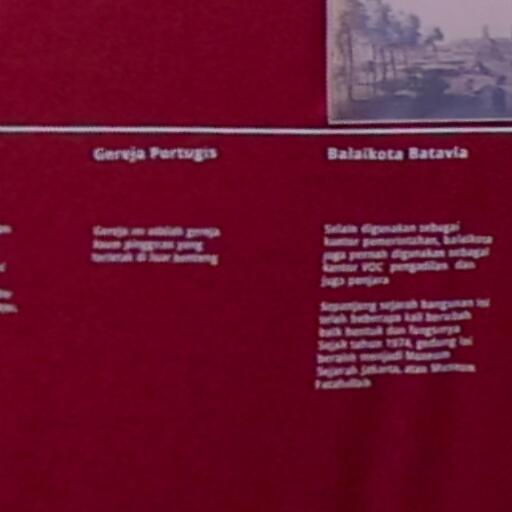 Gereja Portugis
Gereja ini adalah gereja
kaum pinggiran yang
terletak di luar benteng
Balaikota Batavia
Selain digunakan sebagai
kantor pemerintahan, balaikota
juga pernah digunakan sebagai
kantor VOC pengadilan dan
juga penjara
Sepanjang sejarah bangunan ini
telah beberapa kali berubah
baik bentuk dan fungsinya
Sejak tahun 1974, gedung ini
beralih menjadi Museum
Sejarah Jakarta, atau Museum
Fatahillah